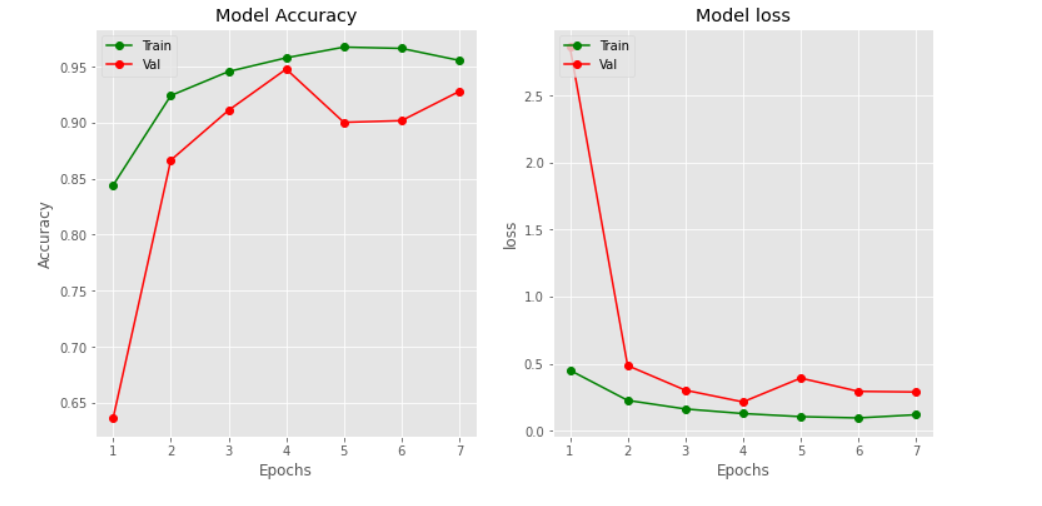 Model Accuracy
Train
Val
0.95
0.90
0.85
0.80
0.75
0.70
0.65
Accuracy
1 2 3 4 5 6 7
Epochs
Model loss
Train
Val
2.5
2.0
1.5
1.0
0.5
0.0
loss
1 2 3 4 5 6 7
Epochs